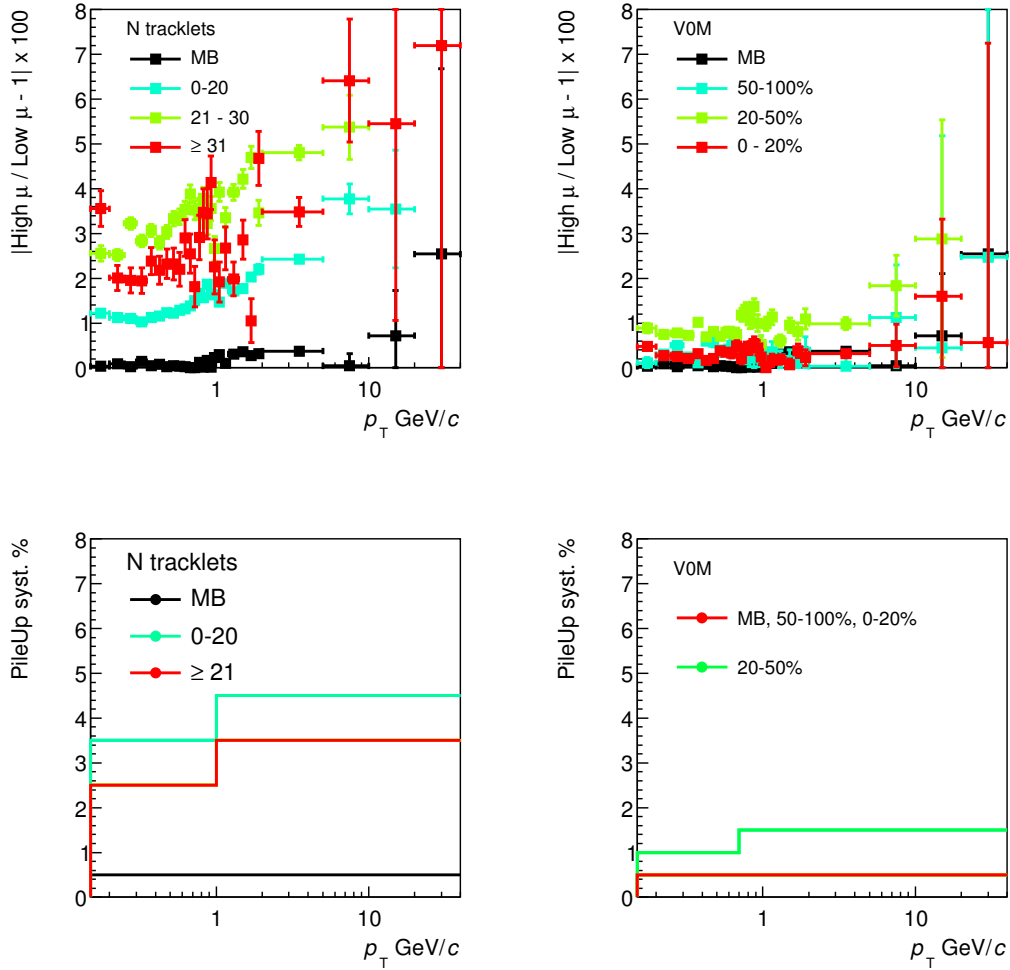 |High μ / Low μ - 1| x 100
8
7
6
5
4
3
2
1
0
N tracklets
MB
0-20
21 - 30
≥ 31
1
10
p_T GeV/c
|High μ / Low μ - 1| x 100
8
7
6
5
4
3
2
1
0
V0M
MB
50-100%
20-50%
0 - 20%
1
10
p_T GeV/c
PileUp syst. %
8
7
6
5
4
3
2
1
0
N tracklets
MB
0-20
≥ 21
1
10
p_T GeV/c
PileUp syst. %
8
7
6
5
4
3
2
1
0
V0M
MB, 50-100%, 0-20%
20-50%
1
10
p_T GeV/c